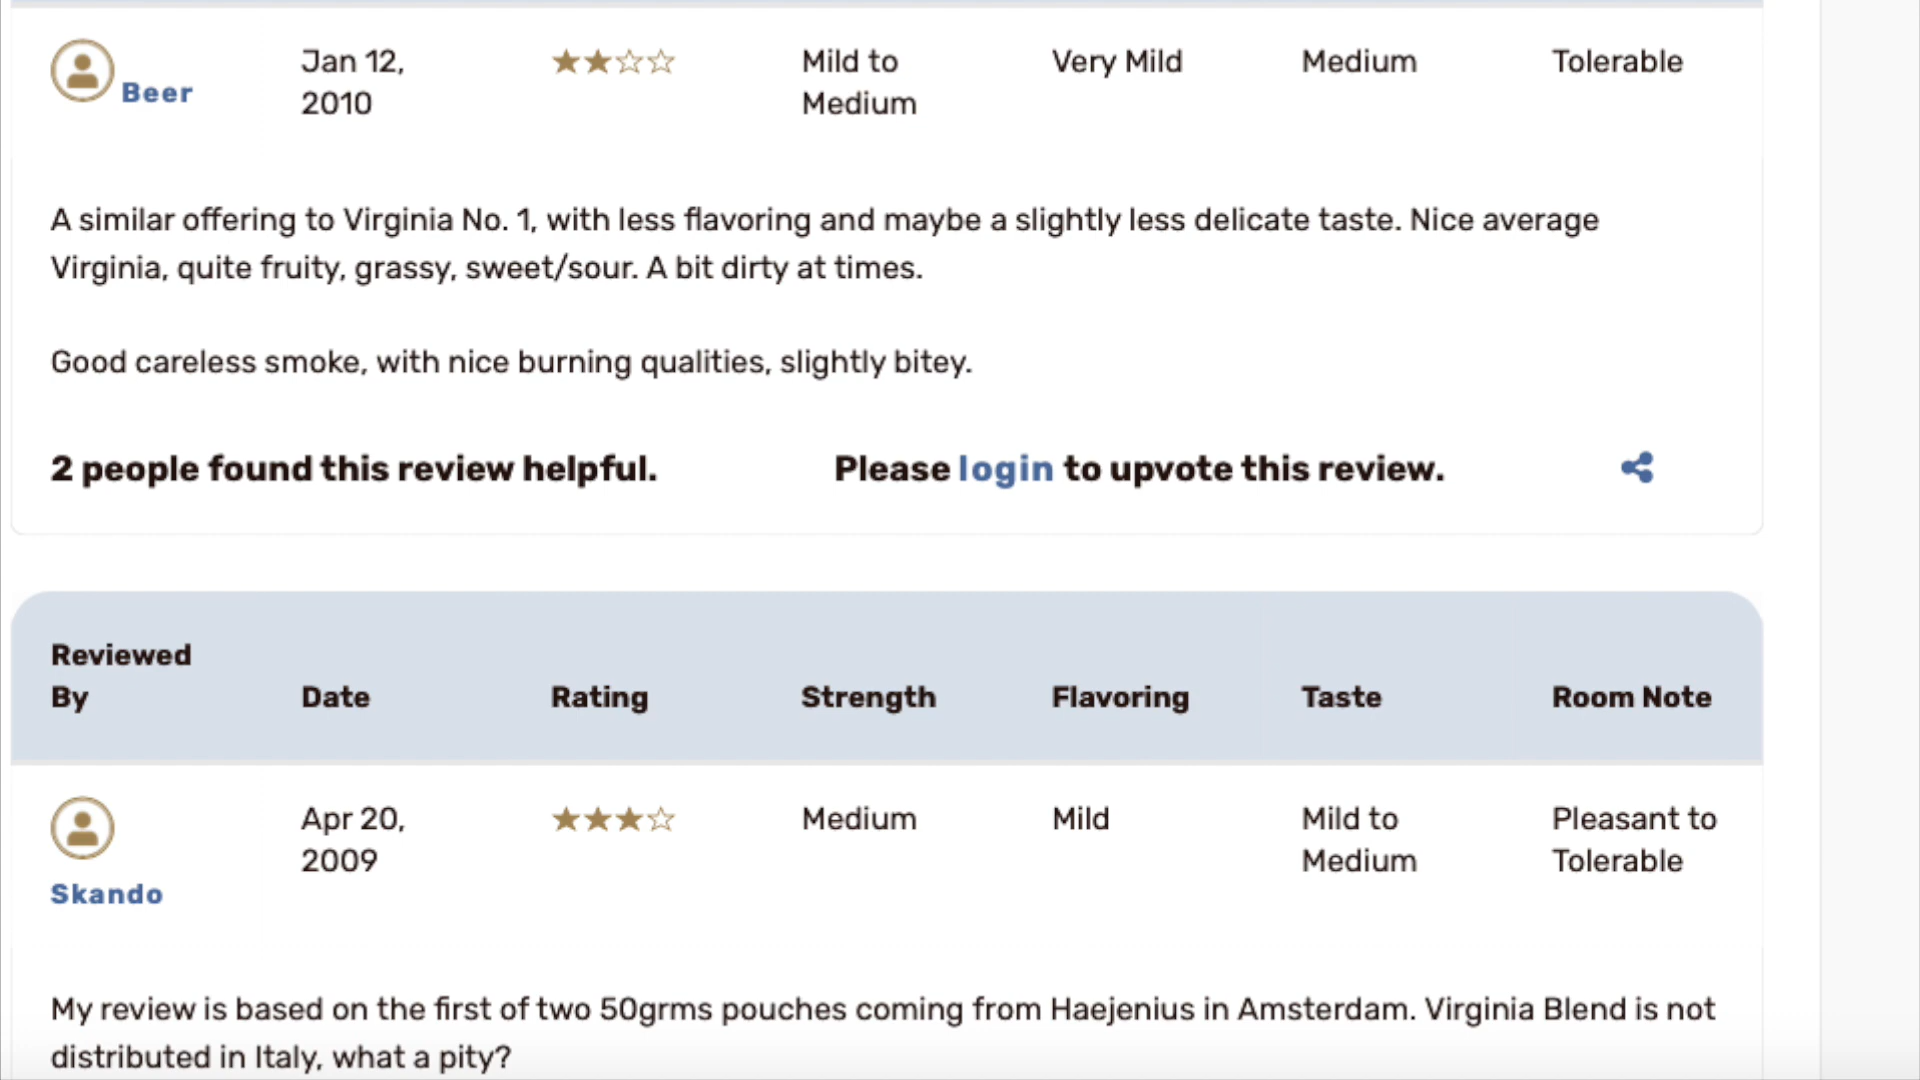 Beer
Jan 12,
2010
Mild to
Medium
Very Mild
Medium
Tolerable
A similar offering to Virginia No. 1, with less flavoring and maybe a slightly less delicate taste. Nice average
Virginia, quite fruity, grassy, sweet/sour. A bit dirty at times.
Good careless smoke, with nice burning qualities, slightly bitey.
2 people found this review helpful.
Please login to upvote this review.
Reviewed
By
Date
Rating
Strength
Flavoring
Taste
Room Note
Skando
Apr 20,
2009
Medium
Mild
Mild to
Medium
Pleasant to
Tolerable
My review is based on the first of two 50grms pouches coming from Haejenius in Amsterdam. Virginia Blend is not
distributed in Italy, what a pity?